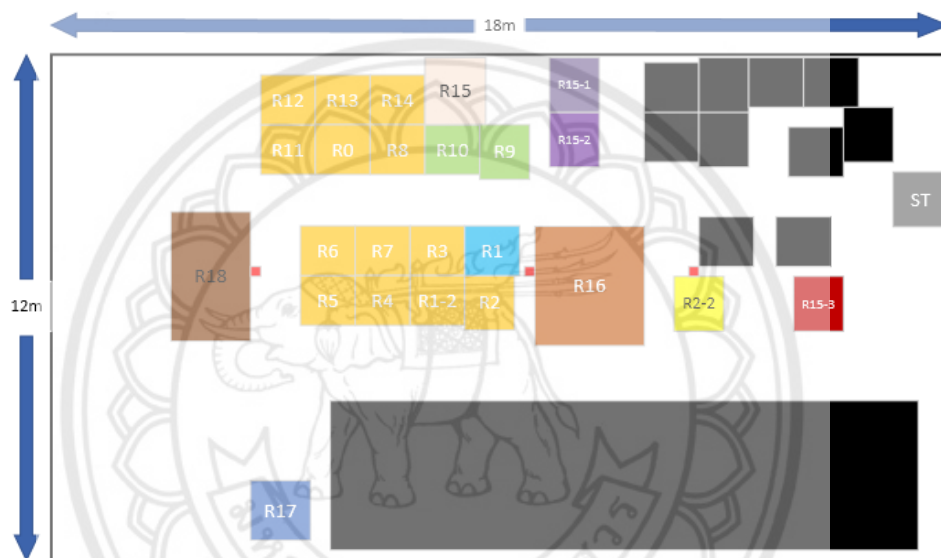 18m
R12 R13 R14 R15 R15-1
R11 R0 R8 R10 R9 R15-2
ST
R6 R7 R3 R1
R18 R16
12m R5 R4 R1-2 R2 R2-2 R15-3
R17